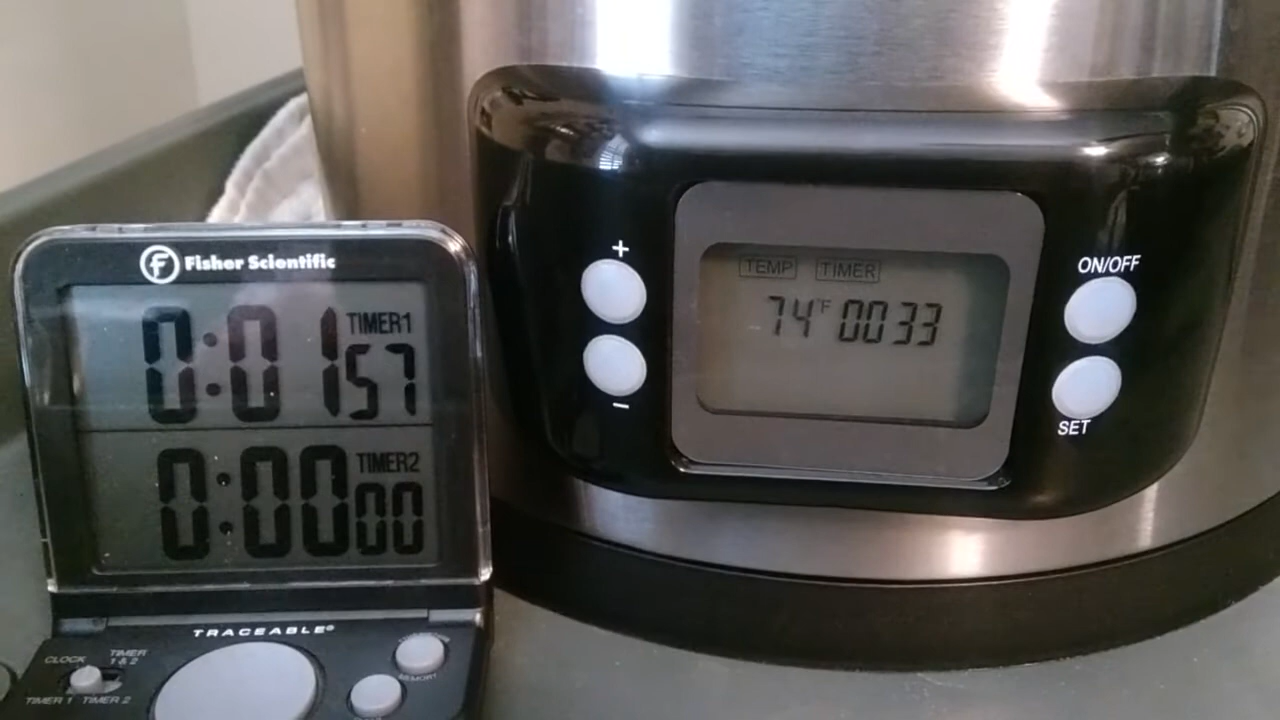 Fisher Scientific
TIMER1
0:01 57
TIMER2
0:00 00
TRACEABLE®
CLOCK
TIMER 1 & 2
TIMER 1 TIMER 2
MEMORY
+
−
TEMP TIMER
74°F 0033
ON/OFF
SET